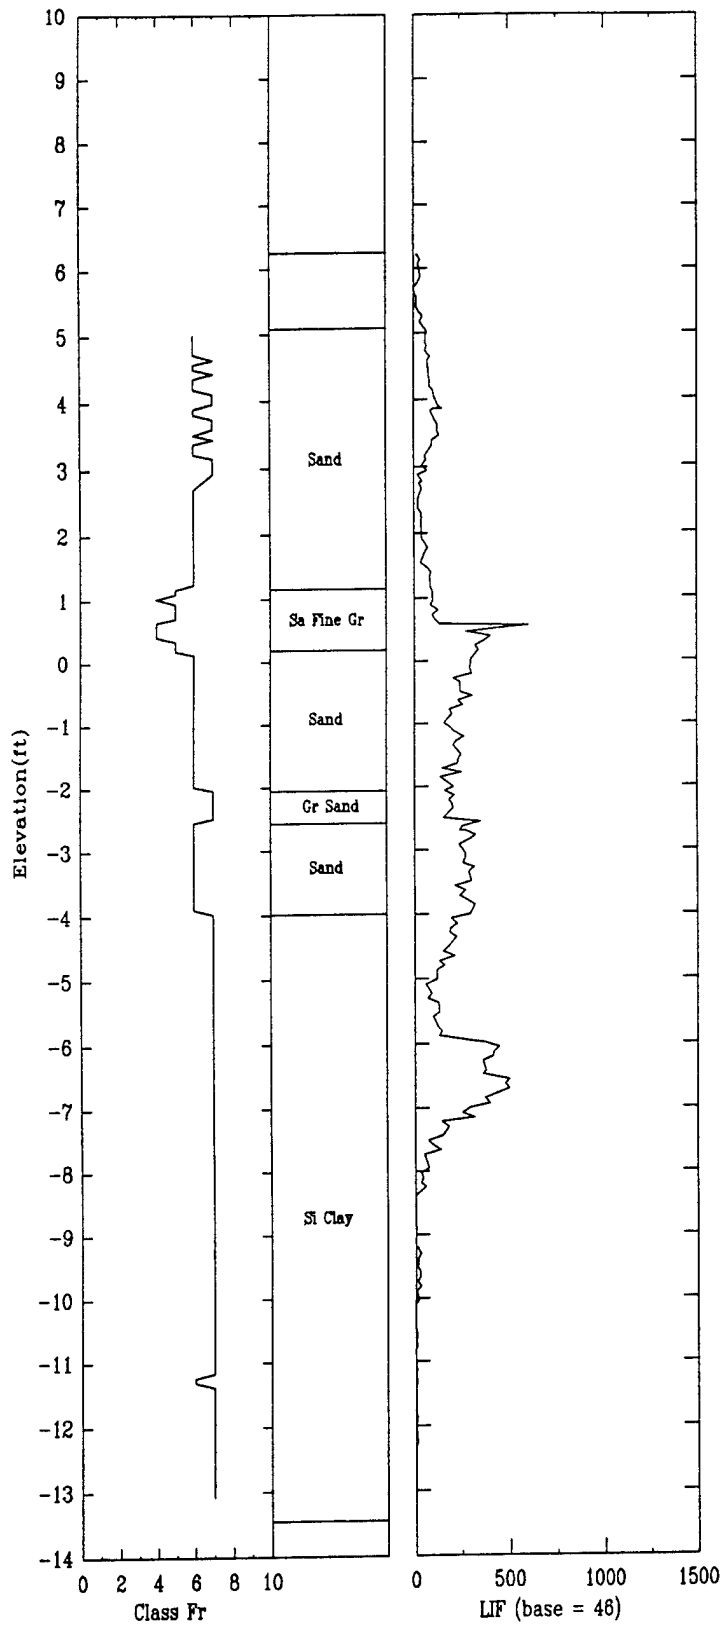 10
9
8
7
6
5
4
3
2
1
0
-1
-2
-3
-4
-5
-6
-7
-8
-9
-10
-11
-12
-13
-14
Elevation(ft)
Sand
Sa Fine Gr
Sand
Gr Sand
Sand
Si Clay
0 2 4 6 8 10
Class Fr
0 500 1000 1500
LIF (base = 46)